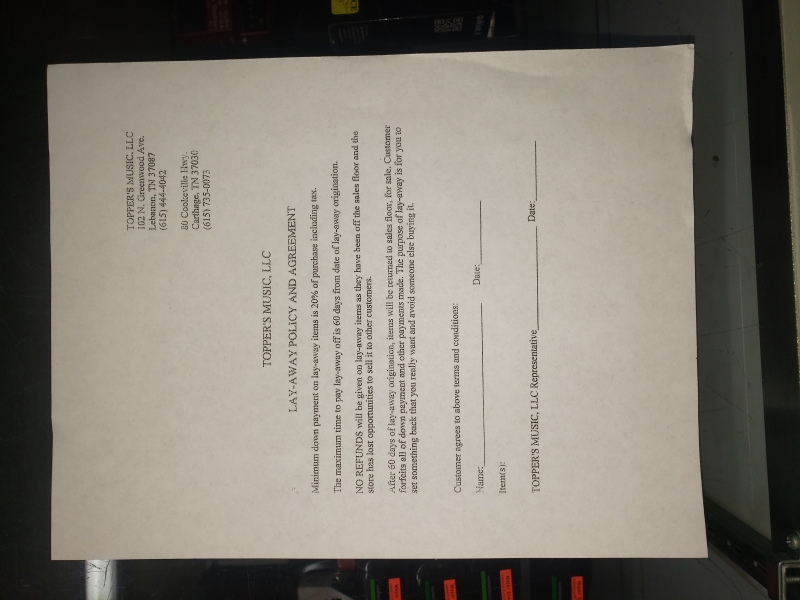 TOPPER'S MUSIC, LLC
102 N. Greenwood Ave.
Lebanon, TN 37087
(615) 444-4042
80 Cookeville Hwy.
Carthage, TN 37030
(615) 735-0073
TOPPER'S MUSIC, LLC
LAY-AWAY POLICY AND AGREEMENT
Minimum down payment on lay-away items is 20% of purchase including tax.
The maximum time to pay lay-away off is 60 days from date of lay-away origination.
NO REFUNDS will be given on lay-away items as they have been off the sales floor and the
store has lost opportunities to sell it to other customers.
After 60 days of lay-away origination, items will be returned to sales floor, for sale. Customer
forfeits all of down payment and other payments made. The purpose of lay-away is for you to
set something back that you really want and avoid someone else buying it.
Customer agrees to above terms and conditions:
Name:____________________ Date:____________
Item(s):
TOPPER'S MUSIC, LLC Representative____________________ Date:____________